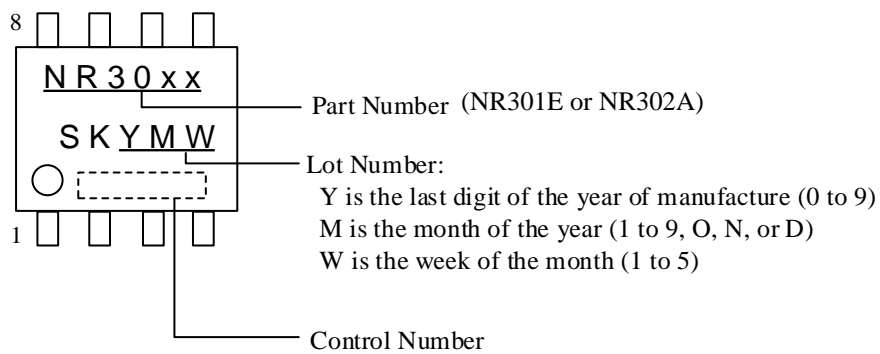 8
NR30xx
Part Number (NR301E or NR302A)
SKYMW
Lot Number:
Y is the last digit of the year of manufacture (0 to 9)
M is the month of the year (1 to 9, O, N, or D)
W is the week of the month (1 to 5)
1
Control Number